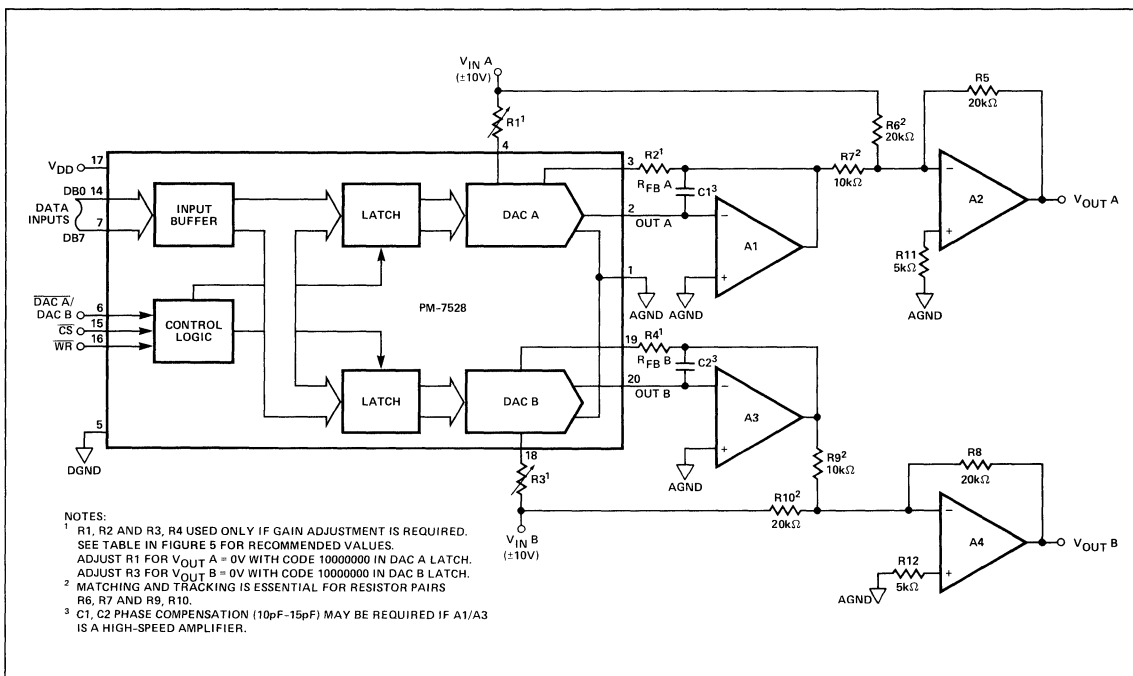 V_IN A
(±10V)
R1¹
4
R5
20kΩ
R6²
20kΩ
V_DD
17
3
R2¹
R_FB A
C1³
R7²
10kΩ
−
A2
+
V_OUT A
DB0
14
DATA
INPUTS
7
DB7
INPUT
BUFFER
LATCH
DAC A
2
OUT A
−
A1
+
R11
5kΩ
AGND
1
AGND
AGND
PM-7528
DAC A/
DAC B
6
CS
15
WR
16
CONTROL
LOGIC
19
R4¹
R_FB B
C2³
LATCH
DAC B
20
OUT B
−
A3
+
AGND
5
DGND
18
R3¹
V_IN B
(±10V)
R9²
10kΩ
R10²
20kΩ
R8
20kΩ
−
A4
+
V_OUT B
R12
5kΩ
AGND
NOTES:
¹ R1, R2 AND R3, R4 USED ONLY IF GAIN ADJUSTMENT IS REQUIRED.
SEE TABLE IN FIGURE 5 FOR RECOMMENDED VALUES.
ADJUST R1 FOR V_OUT A = 0V WITH CODE 10000000 IN DAC A LATCH.
ADJUST R3 FOR V_OUT B = 0V WITH CODE 10000000 IN DAC B LATCH.
² MATCHING AND TRACKING IS ESSENTIAL FOR RESISTOR PAIRS
R6, R7 AND R9, R10.
³ C1, C2 PHASE COMPENSATION (10pF-15pF) MAY BE REQUIRED IF A1/A3
IS A HIGH-SPEED AMPLIFIER.